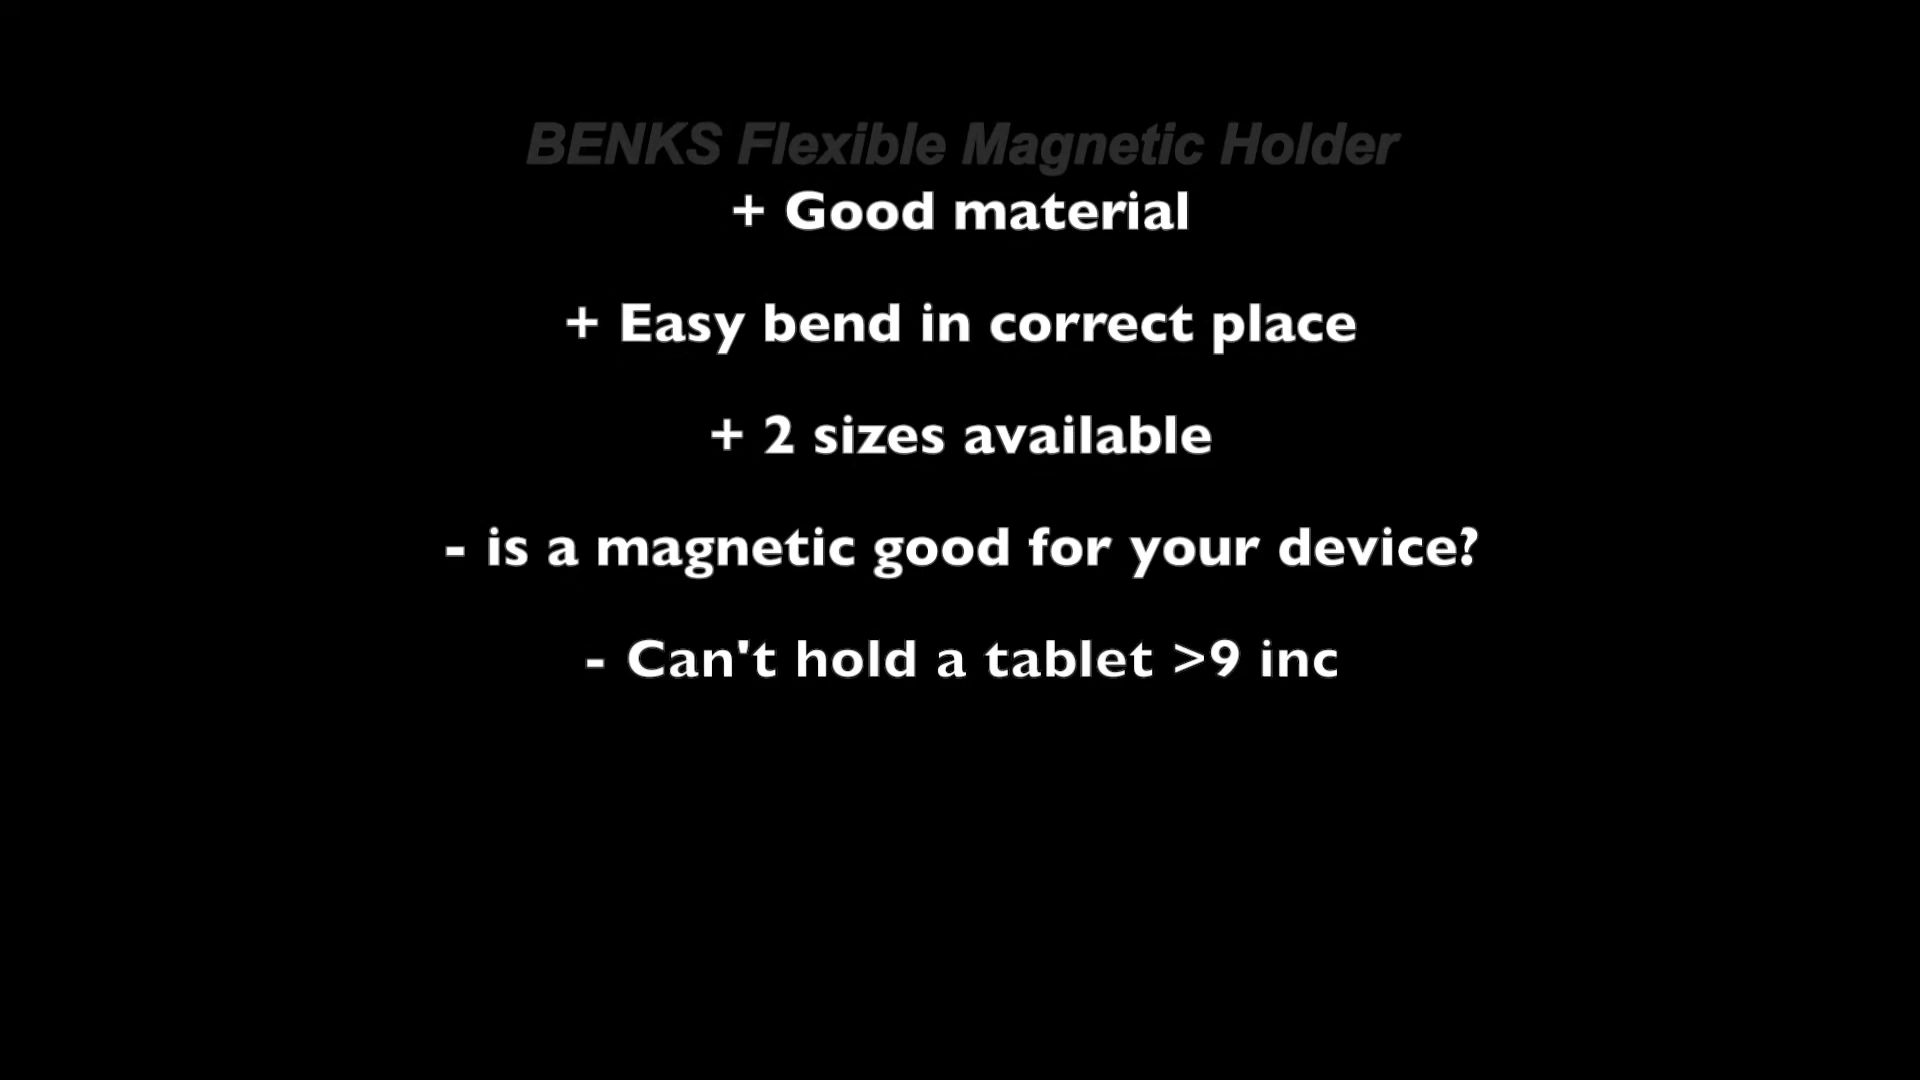 BENKS Flexible Magnetic Holder
+ Good material
+ Easy bend in correct place
+ 2 sizes available
- is a magnetic good for your device?
- Can't hold a tablet >9 inc